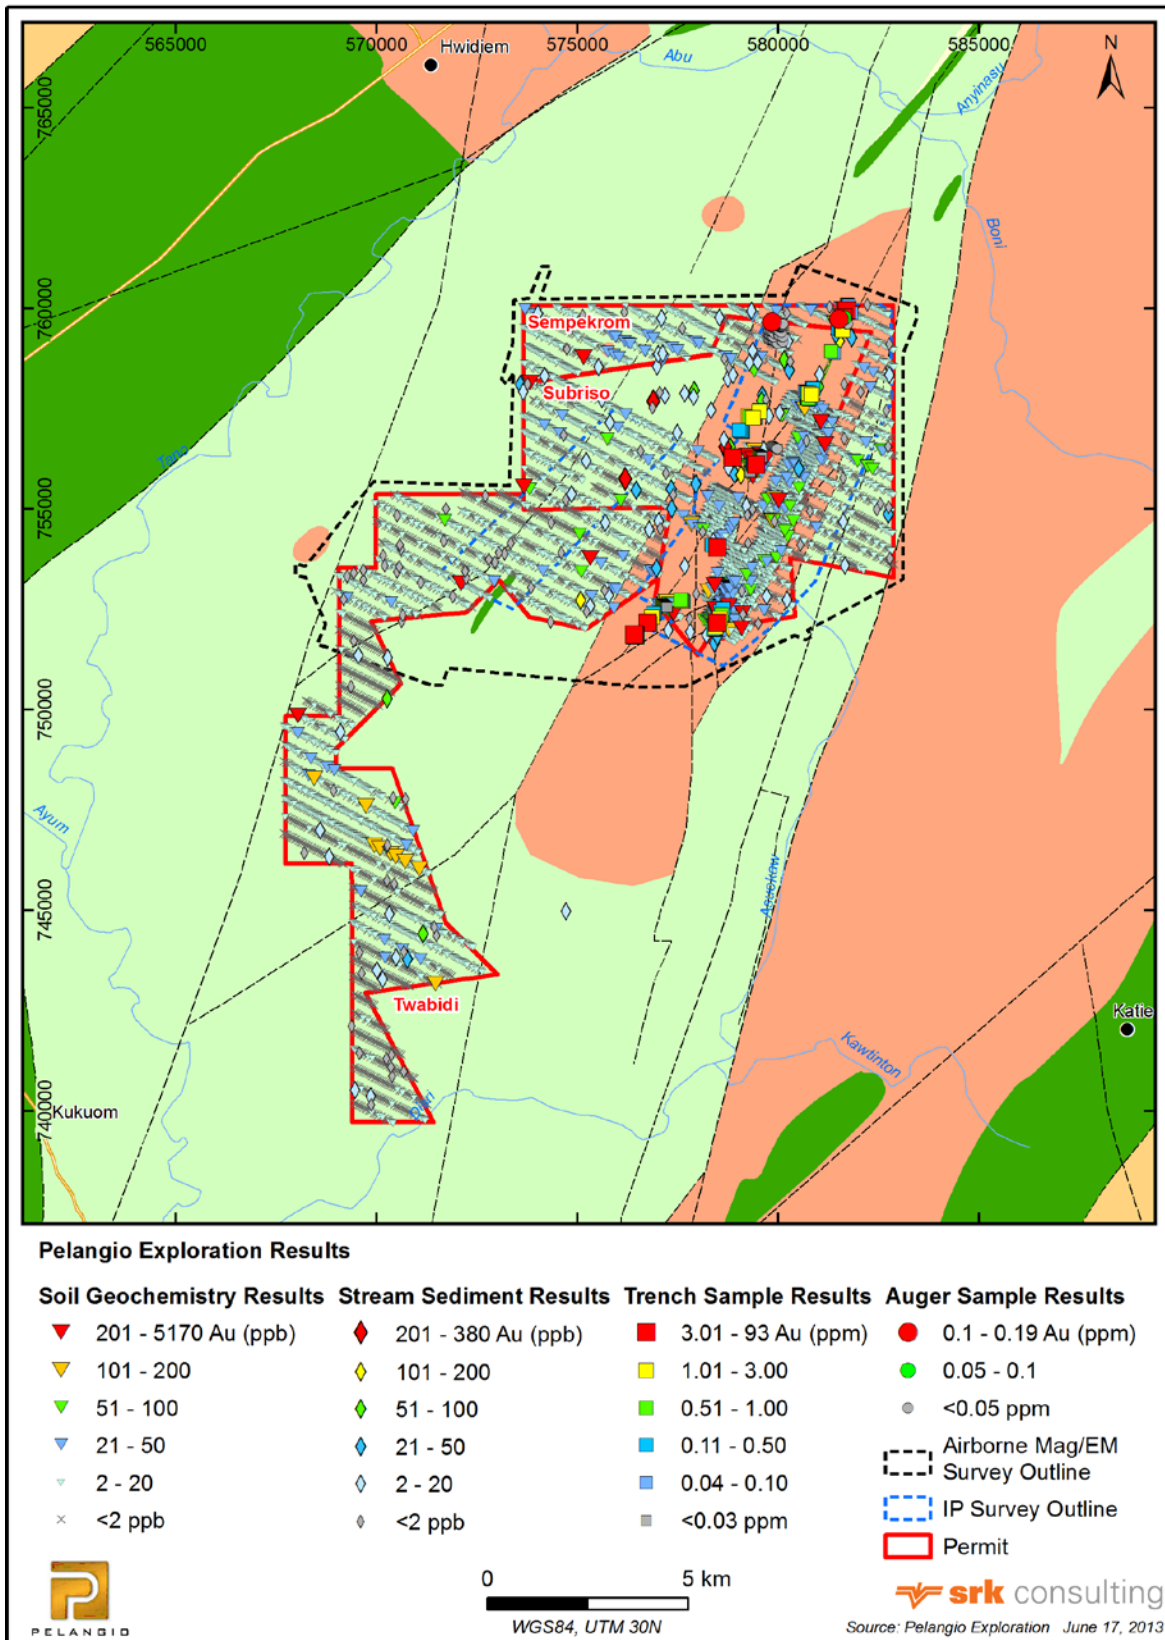 565000
570000
575000
580000
585000
Hwidiem
N
Abu
Anyinasu
765000
Boni
760000
Sempekrom
Subriso
Tano
755000
750000
Ayum
745000
Asuokaw
Twabidi
Katie
Kawtinton
740000
Kukuom
Pelangio Exploration Results
Soil Geochemistry Results
201 - 5170 Au (ppb)
101 - 200
51 - 100
21 - 50
2 - 20
<2 ppb
Stream Sediment Results
201 - 380 Au (ppb)
101 - 200
51 - 100
21 - 50
2 - 20
<2 ppb
Trench Sample Results
3.01 - 93 Au (ppm)
1.01 - 3.00
0.51 - 1.00
0.11 - 0.50
0.04 - 0.10
<0.03 ppm
Auger Sample Results
0.1 - 0.19 Au (ppm)
0.05 - 0.1
<0.05 ppm
Airborne Mag/EM
Survey Outline
IP Survey Outline
Permit
PELANGIO
0 5 km
WGS84, UTM 30N
srk consulting
Source: Pelangio Exploration June 17, 2013